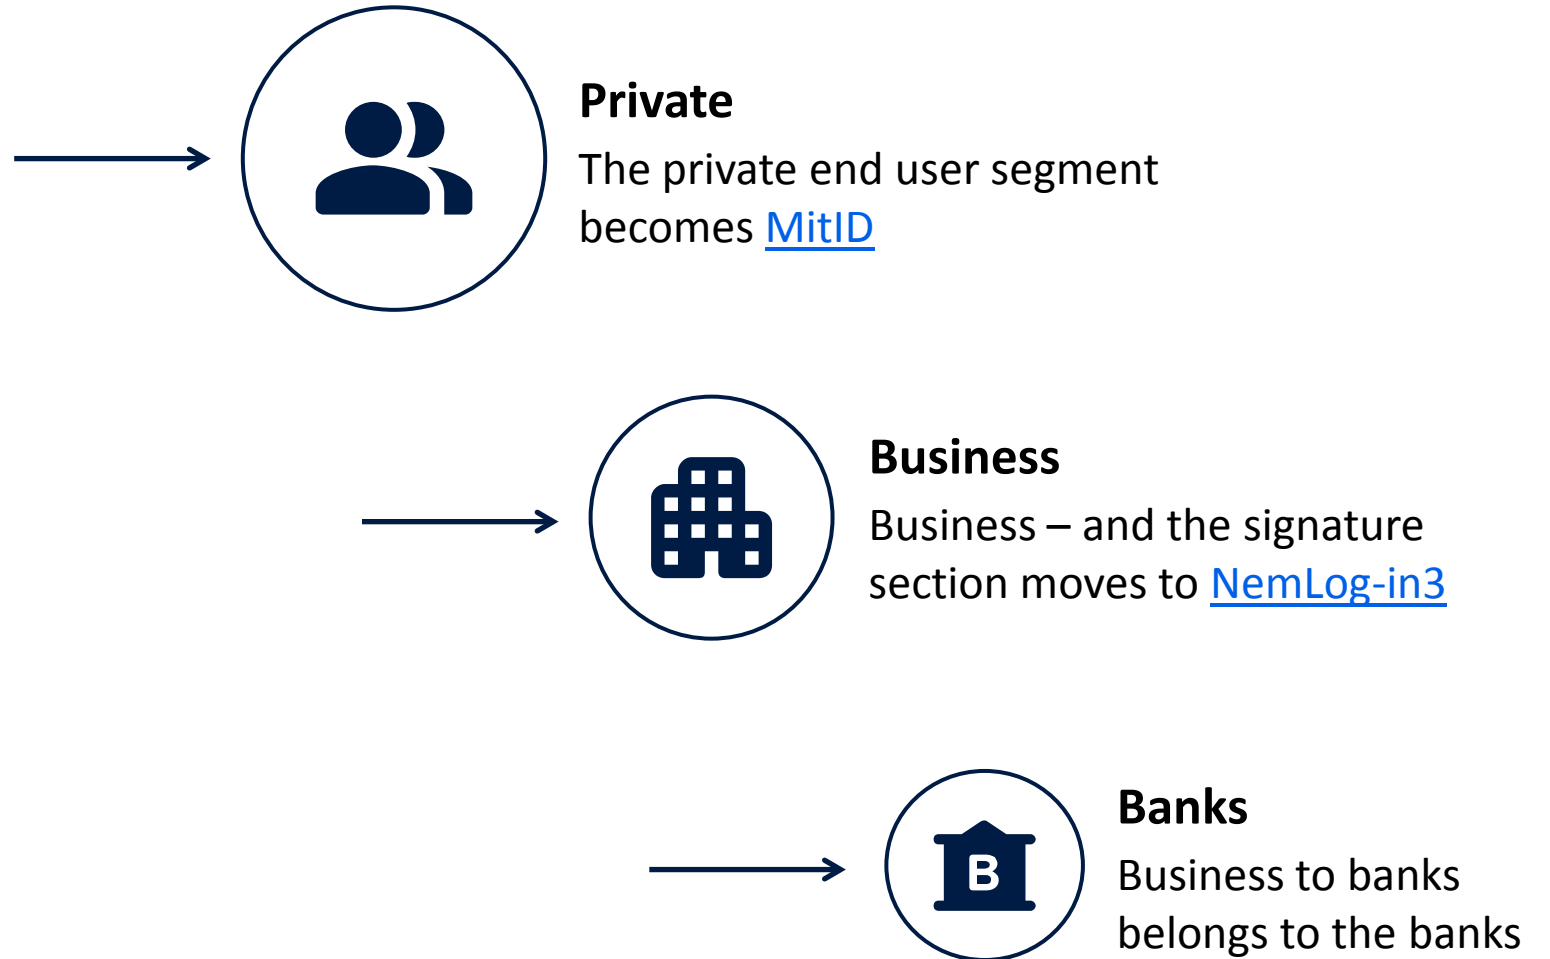 Private
The private end user segment
becomes MitID
Business
Business – and the signature
section moves to NemLog-in3
B
Banks
Business to banks
belongs to the banks